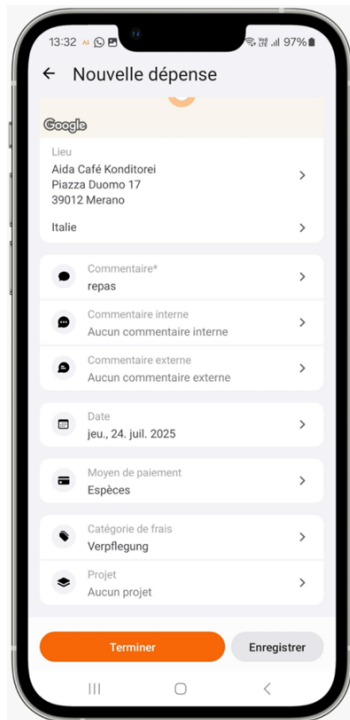 13:32
97%
Nouvelle dépense
Google
Lieu
Aida Café Konditorei
Piazza Duomo 17
39012 Merano
Italie
Commentaire*
repas
Commentaire interne
Aucun commentaire interne
Commentaire externe
Aucun commentaire externe
Date
jeu., 24. juil. 2025
Moyen de paiement
Espèces
Catégorie de frais
Verpflegung
Projet
Aucun projet
Terminer
Enregistrer